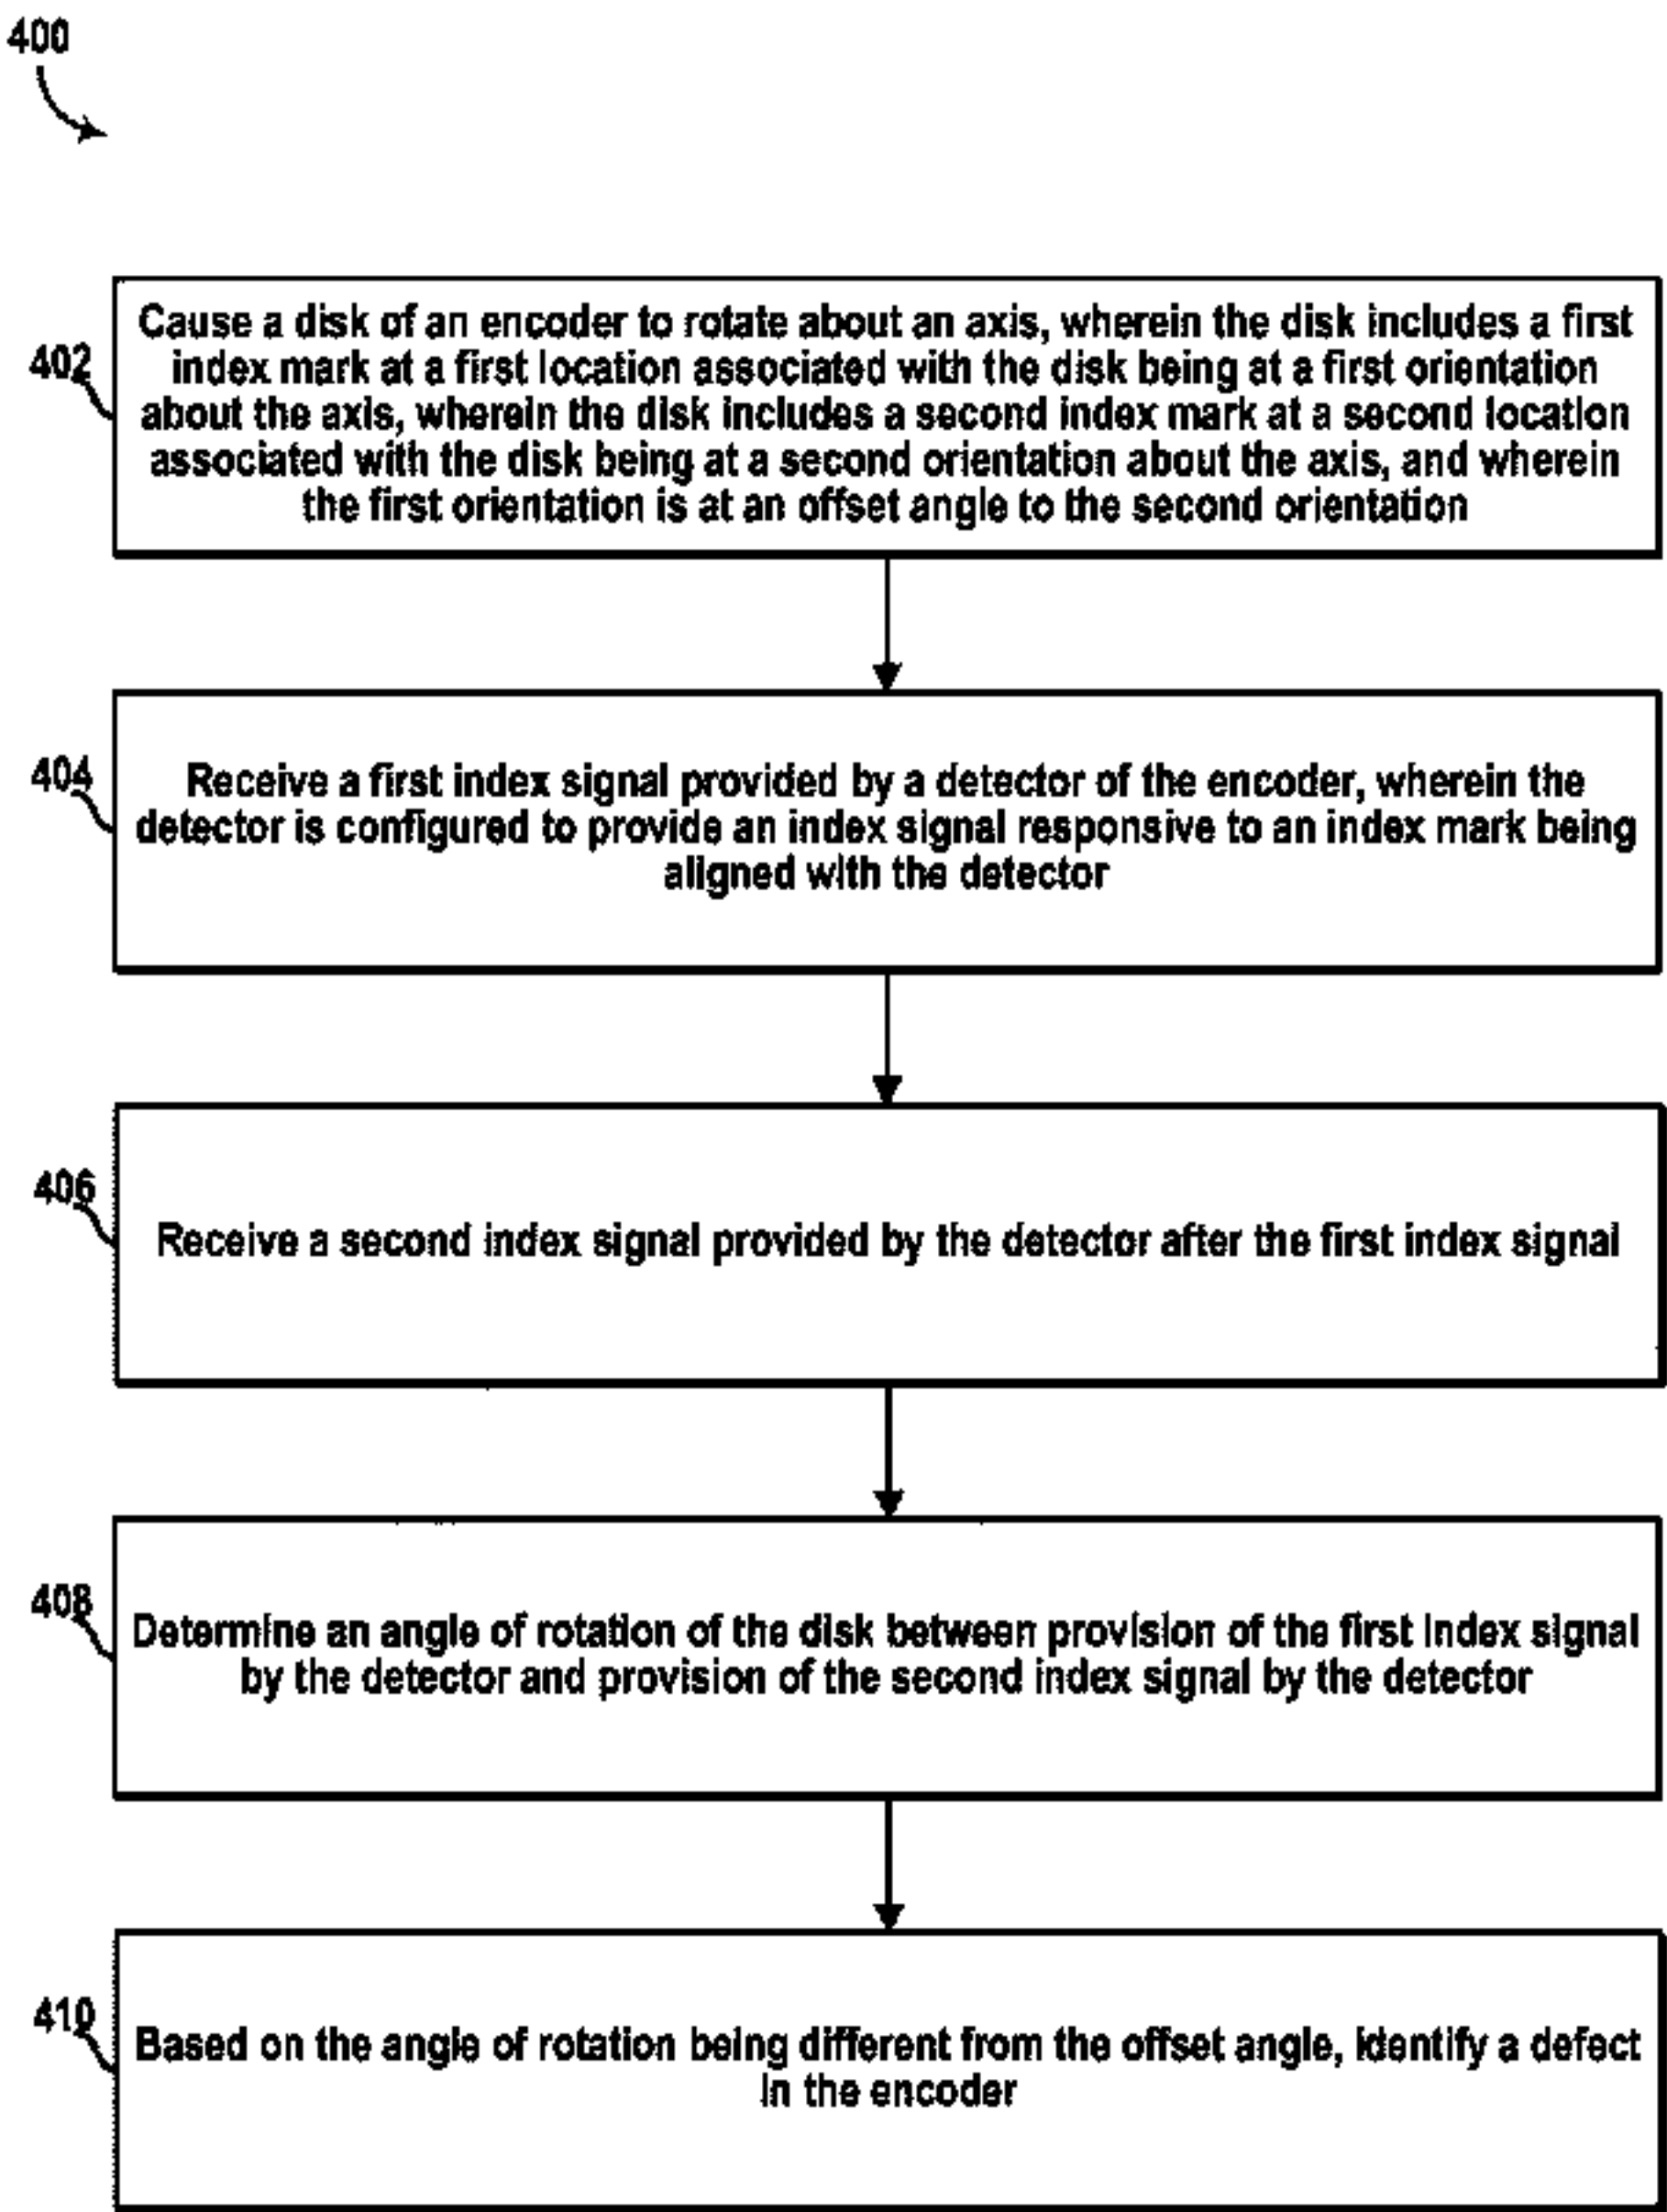 400
402
Cause a disk of an encoder to rotate about an axis, wherein the disk includes a first
index mark at a first location associated with the disk being at a first orientation
about the axis, wherein the disk includes a second index mark at a second location
associated with the disk being at a second orientation about the axis, and wherein
the first orientation is at an offset angle to the second orientation
404
Receive a first index signal provided by a detector of the encoder, wherein the
detector is configured to provide an index signal responsive to an index mark being
aligned with the detector
406
Receive a second index signal provided by the detector after the first index signal
408
Determine an angle of rotation of the disk between provision of the first index signal
by the detector and provision of the second index signal by the detector
410
Based on the angle of rotation being different from the offset angle, identify a defect
in the encoder